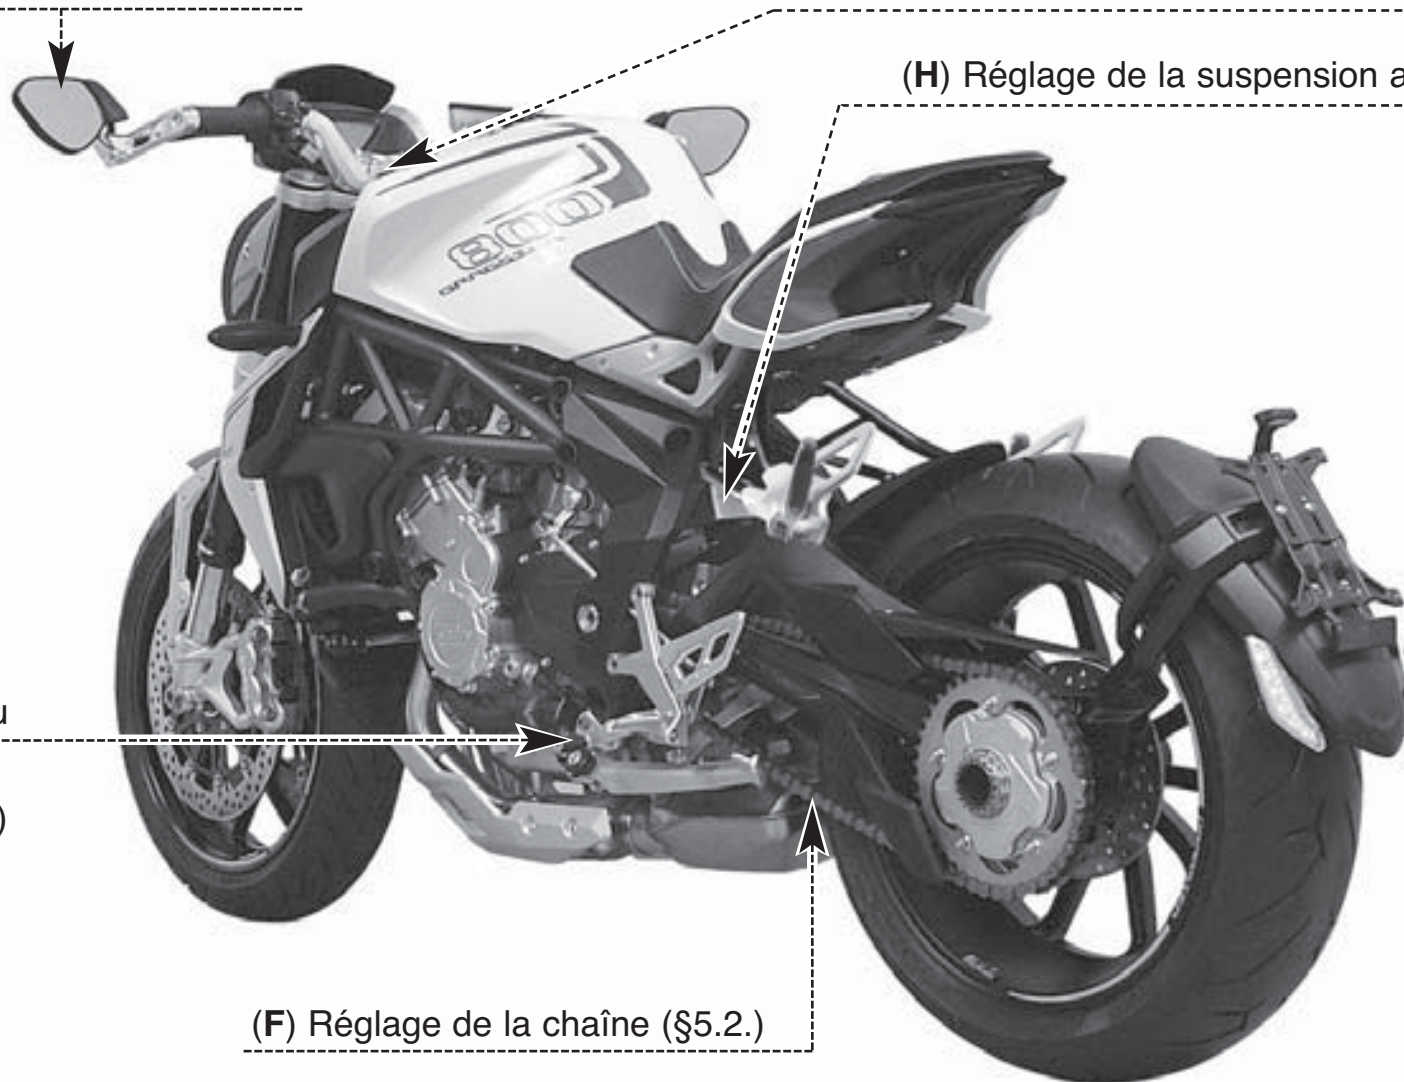 (H) Réglage de la suspension a
800
u
)
(F) Réglage de la chaîne (§5.2.)